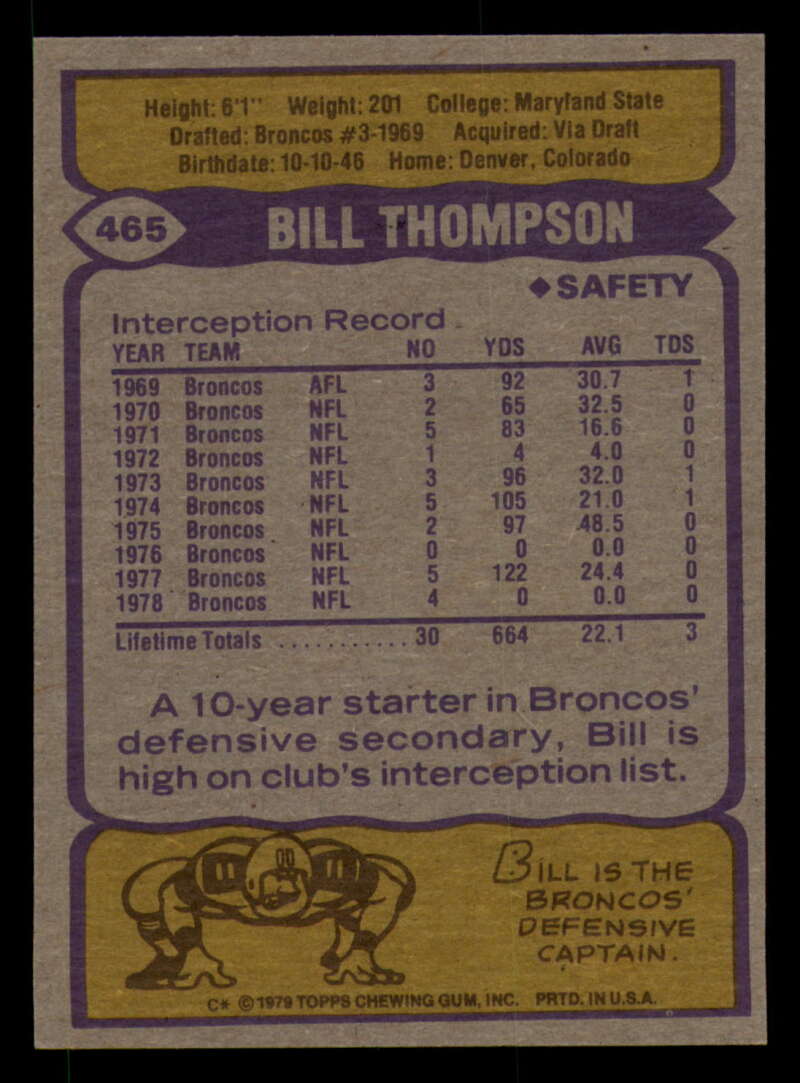 Height: 6'1" Weight: 201 College: Maryland State
Drafted: Broncos #3-1969 Acquired: Via Draft
Birthdate: 10-10-46 Home: Denver, Colorado
465 BILL THOMPSON
◆SAFETY
Interception Record
YEAR TEAM NO YDS AVG TDS
1969 Broncos AFL 3 92 30.7 1
1970 Broncos NFL 2 65 32.5 0
1971 Broncos NFL 5 83 16.6 0
1972 Broncos NFL 1 4 4.0 0
1973 Broncos NFL 3 96 32.0 1
1974 Broncos NFL 5 105 21.0 1
1975 Broncos NFL 2 97 48.5 0
1976 Broncos NFL 0 0 0.0 0
1977 Broncos NFL 5 122 24.4 0
1978 Broncos NFL 4 0 0.0 0
Lifetime Totals ............ 30 664 22.1 3
A 10-year starter in Broncos'
defensive secondary, Bill is
high on club's interception list.
BILL IS THE
BRONCOS'
DEFENSIVE
CAPTAIN.
C* ©1979 TOPPS CHEWING GUM, INC. PRTD. IN U.S.A.